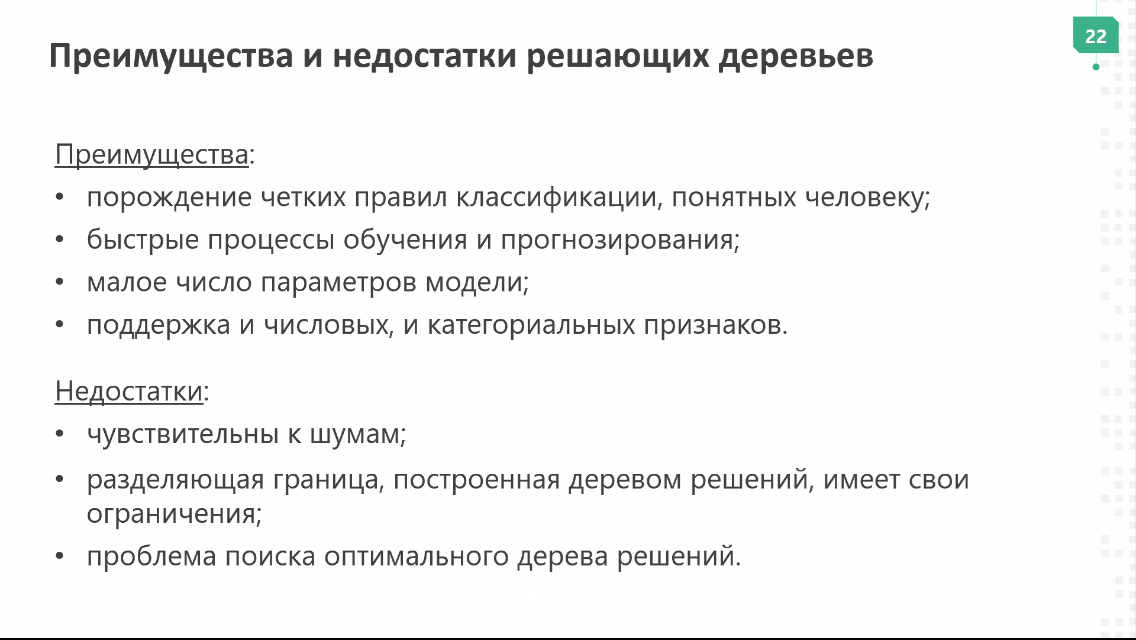 22
Преимущества и недостатки решающих деревьев
Преимущества:
• порождение четких правил классификации, понятных человеку;
• быстрые процессы обучения и прогнозирования;
• малое число параметров модели;
• поддержка и числовых, и категориальных признаков.
Недостатки:
• чувствительны к шумам;
• разделяющая граница, построенная деревом решений, имеет свои
ограничения;
• проблема поиска оптимального дерева решений.